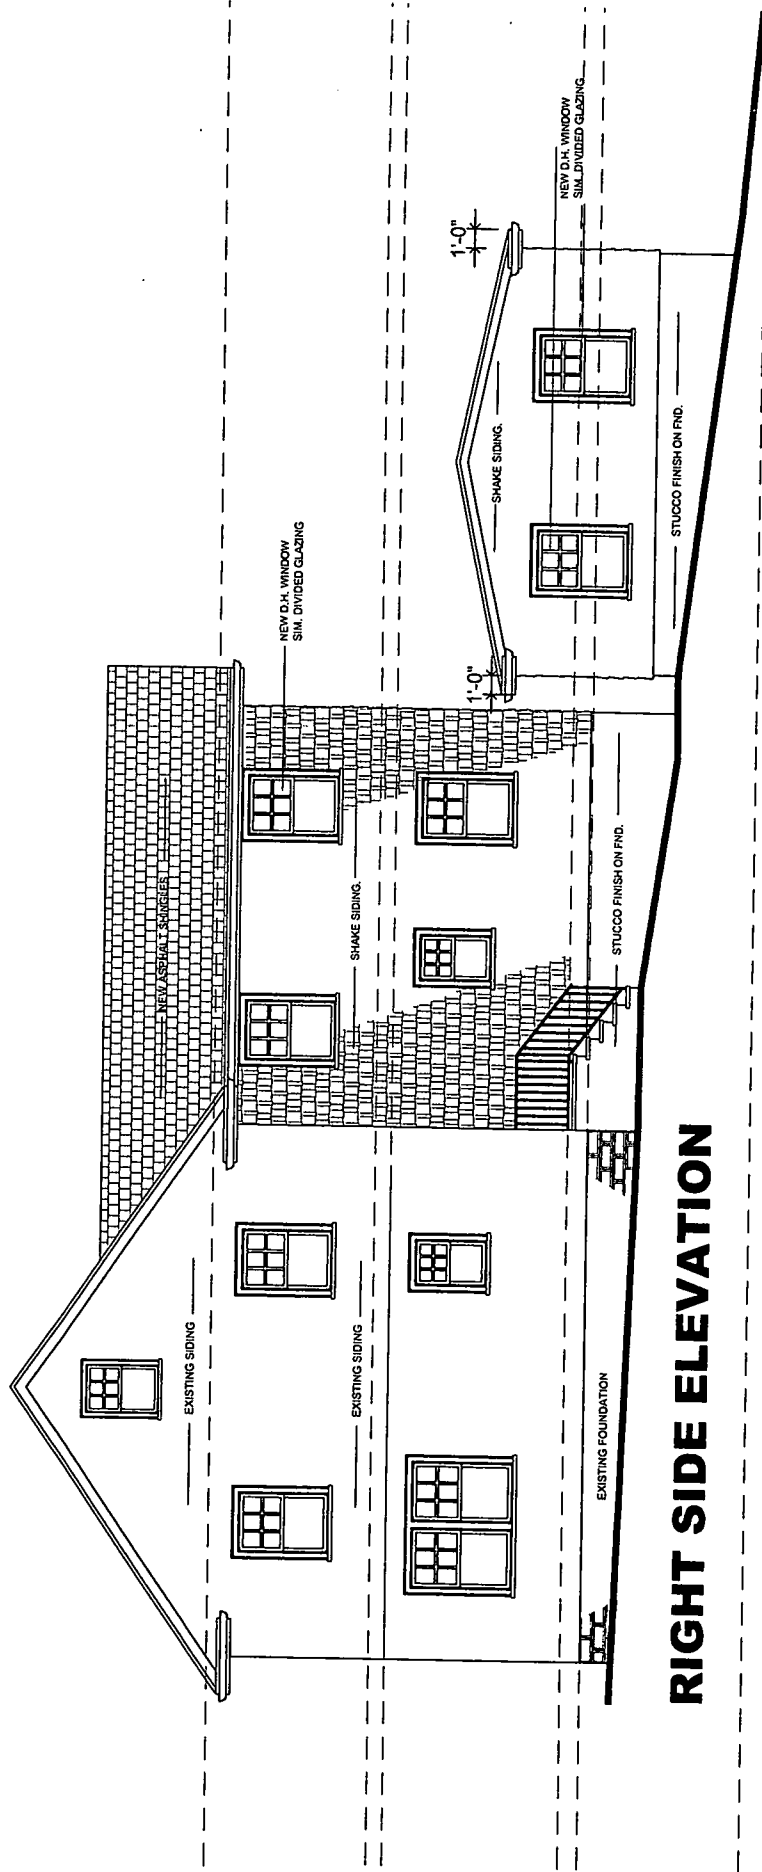 NEW ASPHALT SHINGLES
EXISTING SIDING
NEW D.H. WINDOW
SIM. DIVIDED GLAZING
EXISTING SIDING
SHAKE SIDING.
1'-0"
1'-0"
SHAKE SIDING.
NEW D.H. WINDOW
SIM. DIVIDED GLAZING
EXISTING FOUNDATION
STUCCO FINISH ON FND.
STUCCO FINISH ON FND.
RIGHT SIDE ELEVATION